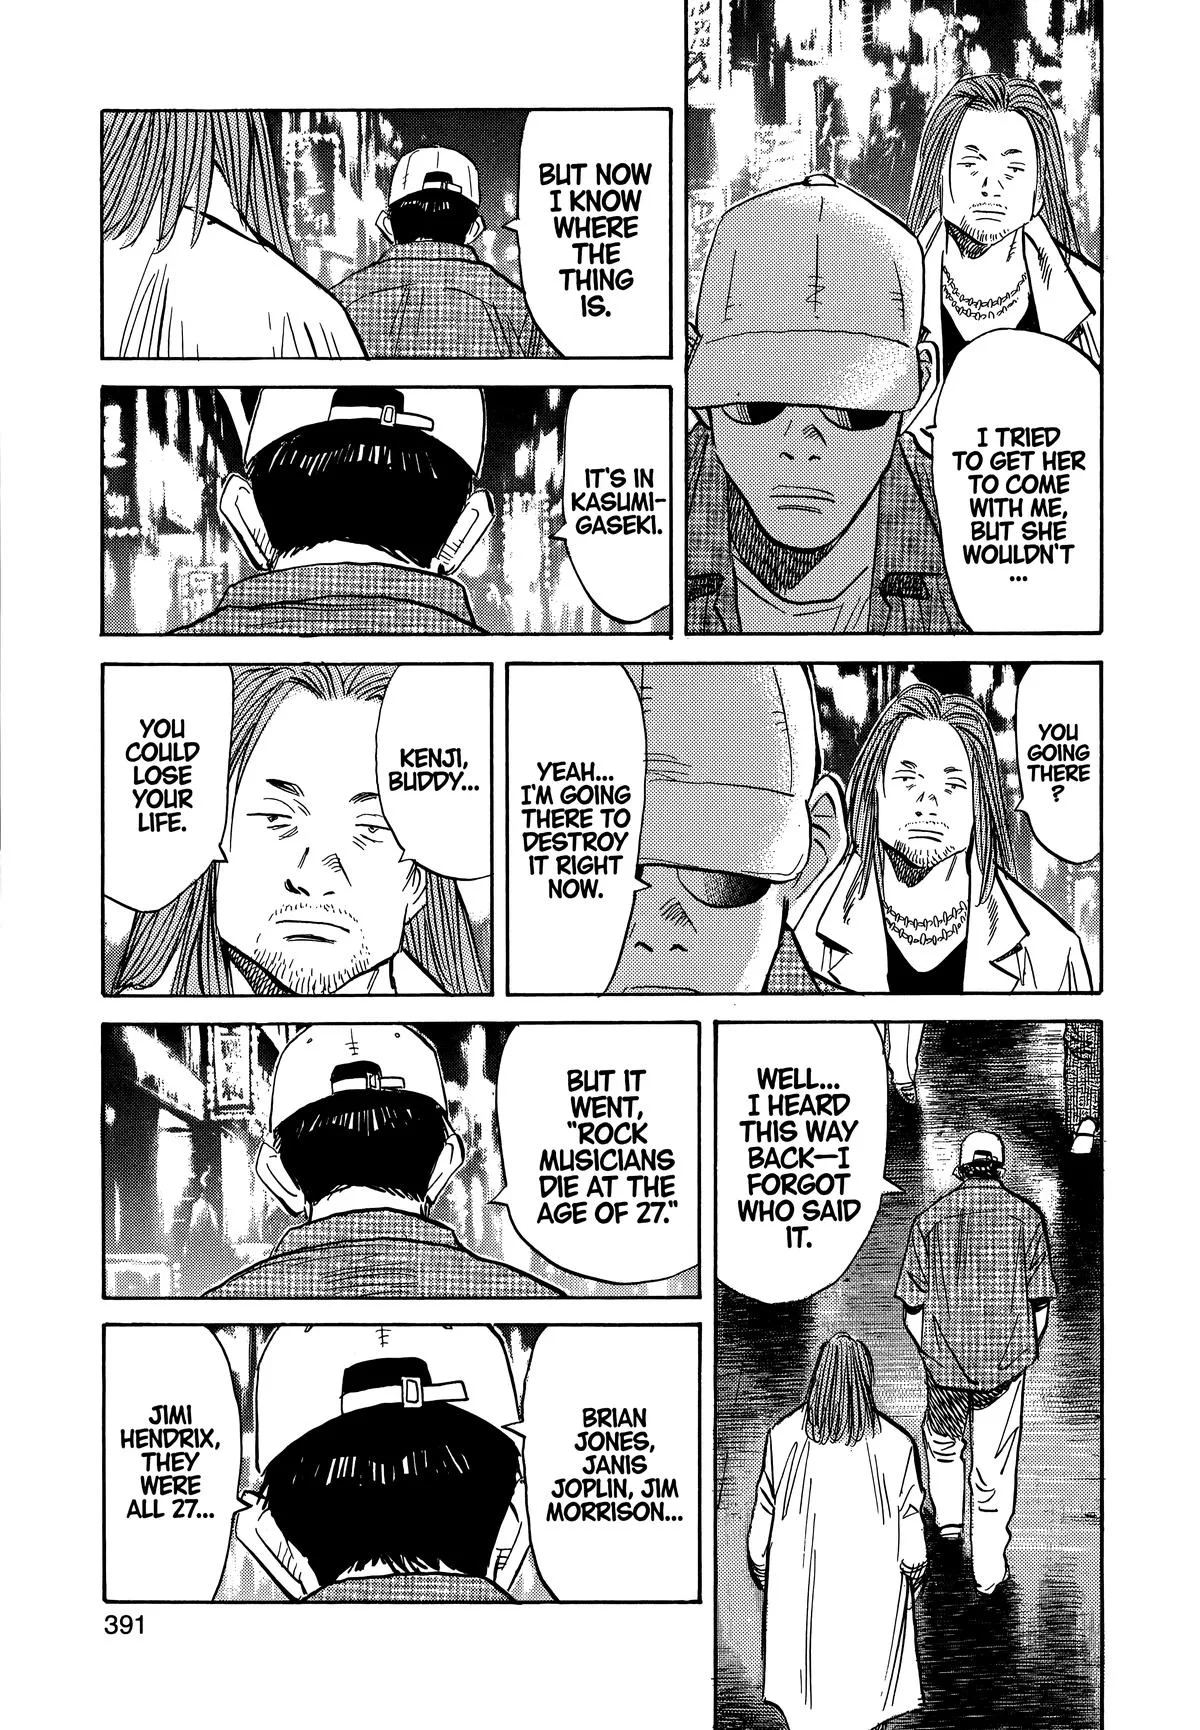 I TRIED
TO GET HER
TO COME
WITH ME,
BUT SHE
WOULDN'T
...
BUT NOW
I KNOW
WHERE
THE
THING
IS.
IT'S IN
KASUMI-
GASEKI.
YOU
GOING
THERE
?
YEAH...
I'M GOING
THERE TO
DESTROY
IT RIGHT
NOW.
KENJI,
BUDDY...
YOU
COULD
LOSE
YOUR
LIFE.
WELL...
I HEARD
THIS WAY
BACK—I
FORGOT
WHO SAID
IT.
BUT IT
WENT,
"ROCK
MUSICIANS
DIE AT THE
AGE OF 27."
BRIAN
JONES,
JANIS
JOPLIN, JIM
MORRISON...
JIMI
HENDRIX,
THEY
WERE
ALL 27...
391